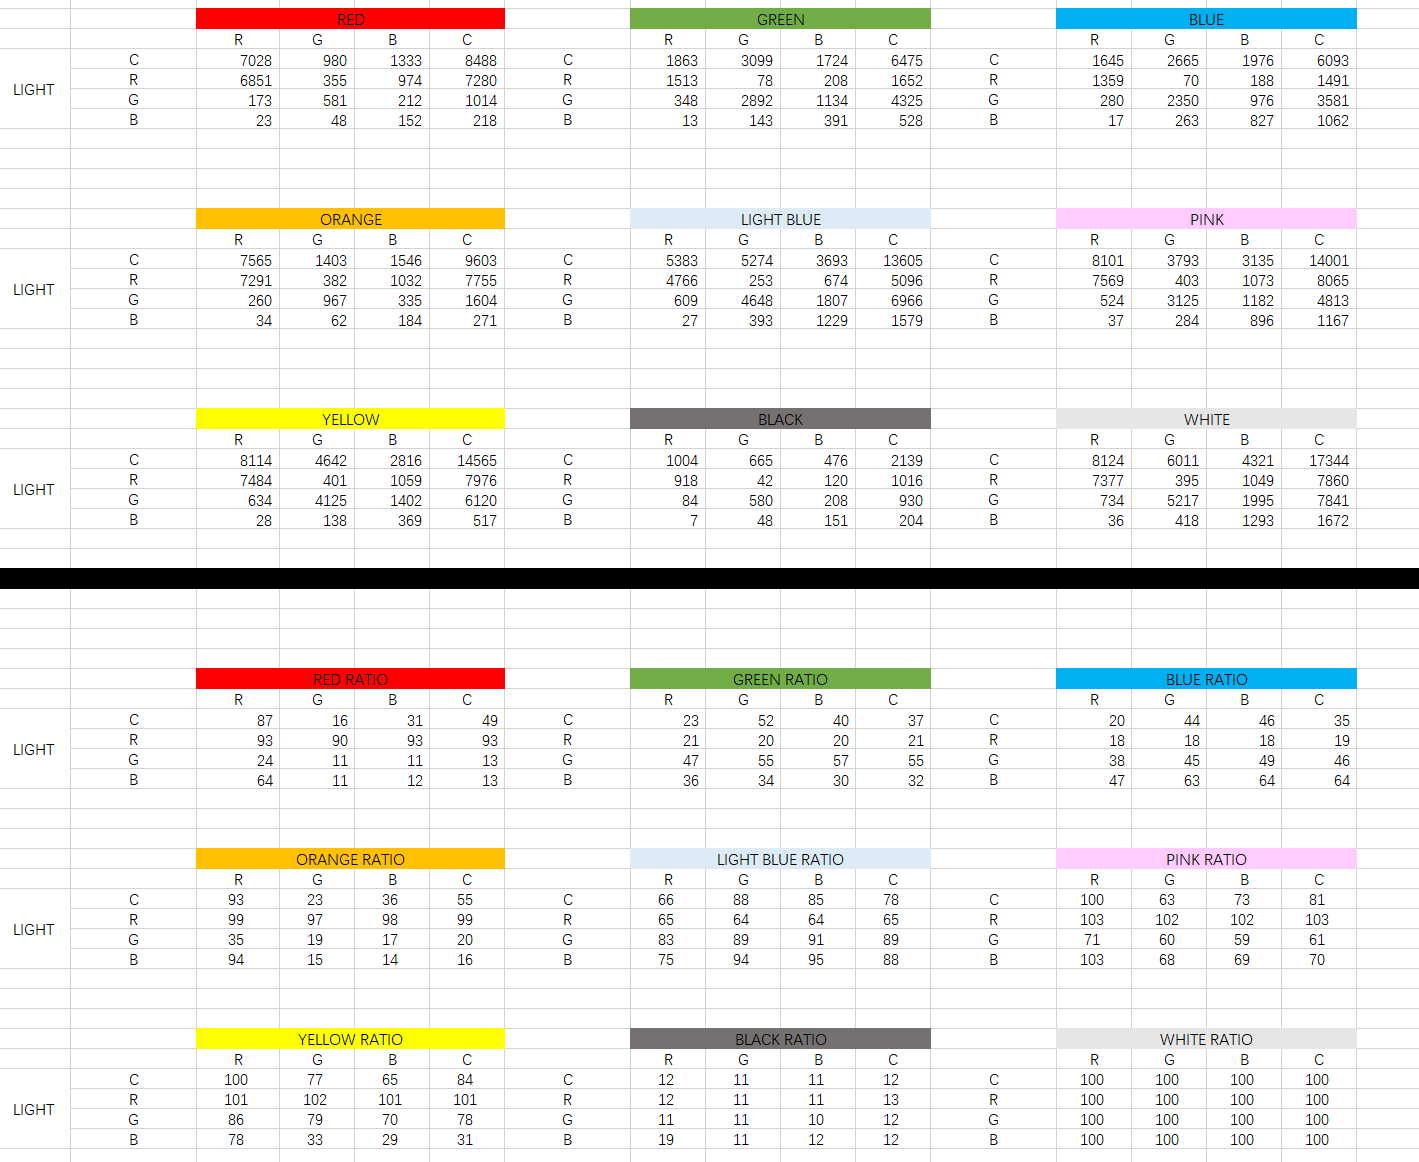 RED GREEN BLUE
R G B C R G B C R G B C
C 7028 980 1333 8488 C 1863 3099 1724 6475 C 1645 2665 1976 6093
R 6851 355 974 7280 R 1513 78 208 1652 R 1359 70 188 1491
LIGHT
G 173 581 212 1014 G 348 2892 1134 4325 G 280 2350 976 3581
B 23 48 152 218 B 13 143 391 528 B 17 263 827 1062
ORANGE LIGHT BLUE PINK
R G B C R G B C R G B C
C 7565 1403 1546 9603 C 5383 5274 3693 13605 C 8101 3793 3135 14001
R 7291 382 1032 7755 R 4766 253 674 5096 R 7569 403 1073 8065
LIGHT
G 260 967 335 1604 G 609 4648 1807 6966 G 524 3125 1182 4813
B 34 62 184 271 B 27 393 1229 1579 B 37 284 896 1167
YELLOW BLACK WHITE
R G B C R G B C R G B C
C 8114 4642 2816 14565 C 1004 665 476 2139 C 8124 6011 4321 17344
R 7484 401 1059 7976 R 918 42 120 1016 R 7377 395 1049 7860
LIGHT
G 634 4125 1402 6120 G 84 580 208 930 G 734 5217 1995 7841
B 28 138 369 517 B 7 48 151 204 B 36 418 1293 1672
RED RATIO GREEN RATIO BLUE RATIO
R G B C R G B C R G B C
C 87 16 31 49 C 23 52 40 37 C 20 44 46 35
R 93 90 93 93 R 21 20 20 21 R 18 18 18 19
LIGHT
G 24 11 11 13 G 47 55 57 55 G 38 45 49 46
B 64 11 12 13 B 36 34 30 32 B 47 63 64 64
ORANGE RATIO LIGHT BLUE RATIO PINK RATIO
R G B C R G B C R G B C
C 93 23 36 55 C 66 88 85 78 C 100 63 73 81
R 99 97 98 99 R 65 64 64 65 R 103 102 102 103
LIGHT
G 35 19 17 20 G 83 89 91 89 G 71 60 59 61
B 94 15 14 16 B 75 94 95 88 B 103 68 69 70
YELLOW RATIO BLACK RATIO WHITE RATIO
R G B C R G B C R G B C
C 100 77 65 84 C 12 11 11 12 C 100 100 100 100
R 101 102 101 101 R 12 11 11 13 R 100 100 100 100
LIGHT
G 86 79 70 78 G 11 11 10 12 G 100 100 100 100
B 78 33 29 31 B 19 11 12 12 B 100 100 100 100